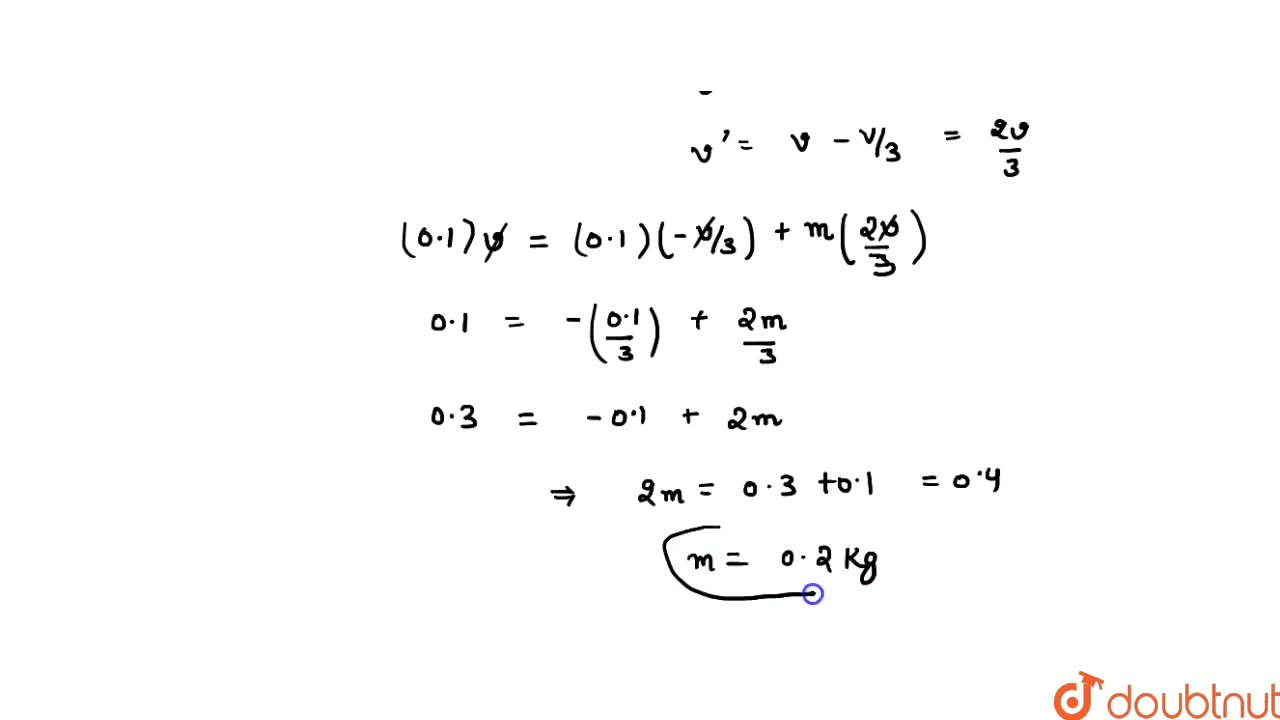 v' = v - v/3 = 2v/3
(0.1)v = (0.1)(-v/3) + m(2v/3)
0.1 = -(0.1/3) + 2m/3
0.3 = -0.1 + 2m
⇒ 2m = 0.3 + 0.1 = 0.4
m = 0.2 Kg
doubtnut